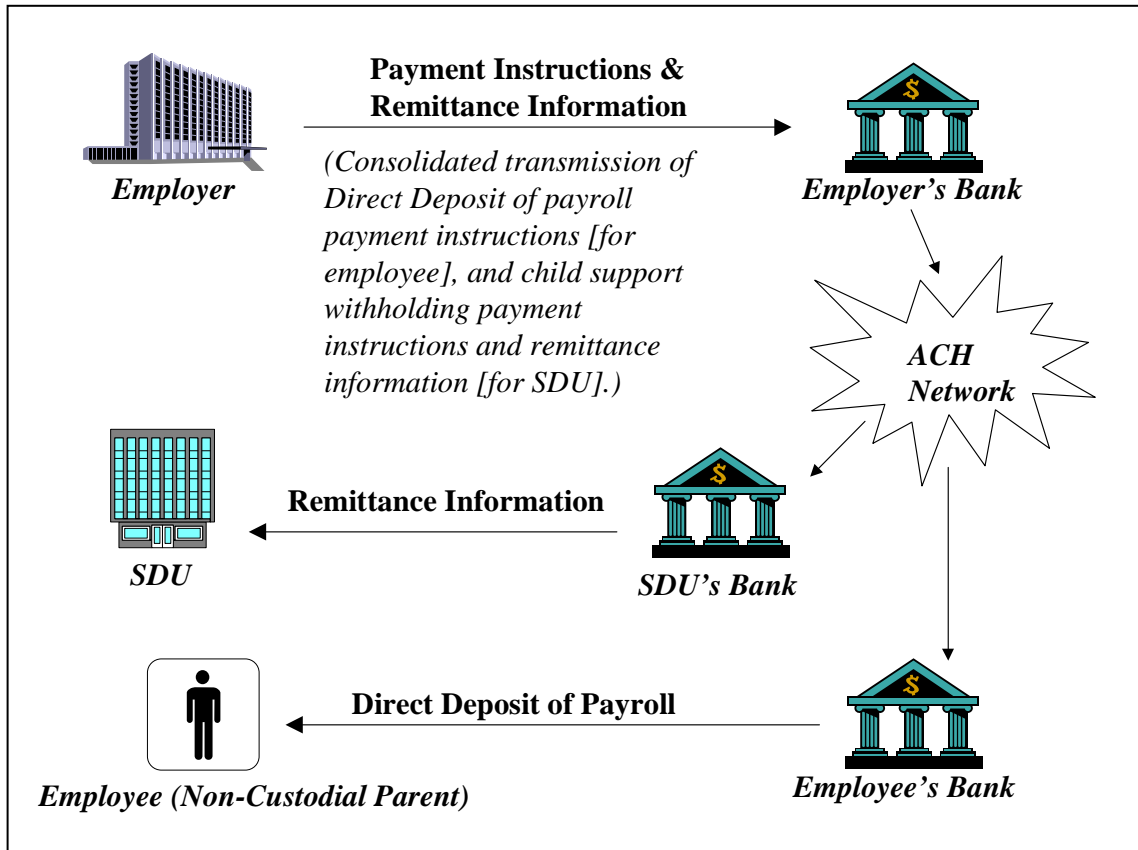 Payment Instructions &
Remittance Information
$
Employer
Employer's Bank
(Consolidated transmission of
Direct Deposit of payroll
payment instructions [for
employee], and child support
withholding payment
instructions and remittance
information [for SDU].)
ACH
Network
$
Remittance Information
SDU
SDU's Bank
$
Direct Deposit of Payroll
Employee (Non-Custodial Parent)
Employee's Bank